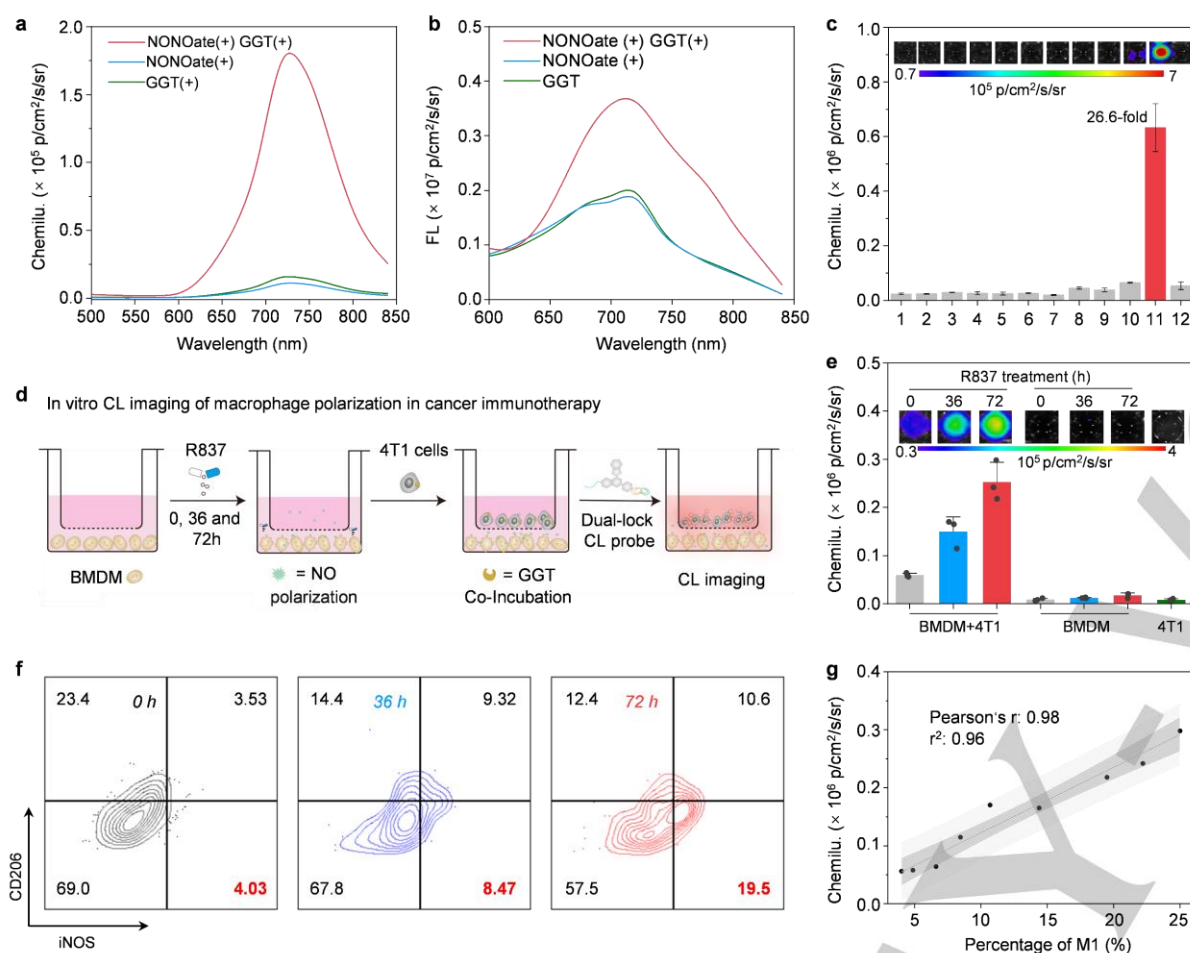 a
2.0
1.5
1.0
0.5
0.0
Chemilu. (× 10⁵ p/cm²/s/sr)
NONOate(+) GGT(+)
NONOate(+)
GGT(+)
500 550 600 650 700 750 800 850
Wavelength (nm)
b
0.5
0.4
0.3
0.2
0.1
0.0
FL (× 10⁷ p/cm²/s/sr)
NONOate (+) GGT(+)
NONOate (+)
GGT
600 650 700 750 800 850
Wavelength (nm)
c
1.0
0.8
0.6
0.4
0.2
0.0
Chemilu. (× 10⁶ p/cm²/s/sr)
0.7 7
10⁵ p/cm²/s/sr
26.6-fold
1 2 3 4 5 6 7 8 9 10 11 12
d
In vitro CL imaging of macrophage polarization in cancer immunotherapy
R837
0, 36 and
72h
4T1 cells
Dual-lock
CL probe
BMDM
= NO
polarization
= GGT
Co-Incubation
CL imaging
e
0.5
0.4
0.3
0.2
0.1
0.0
Chemilu. (× 10⁶ p/cm²/s/sr)
R837 treatment (h)
0 36 72 0 36 72
0.3 4
10⁵ p/cm²/s/sr
BMDM+4T1 BMDM 4T1
f
23.4 0 h 3.53
69.0 4.03
14.4 36 h 9.32
67.8 8.47
12.4 72 h 10.6
57.5 19.5
CD206
iNOS
g
0.4
0.3
0.2
0.1
0.0
Chemilu. (× 10⁶ p/cm²/s/sr)
Pearson's r: 0.98
r²: 0.96
5 10 15 20 25
Percentage of M1 (%)